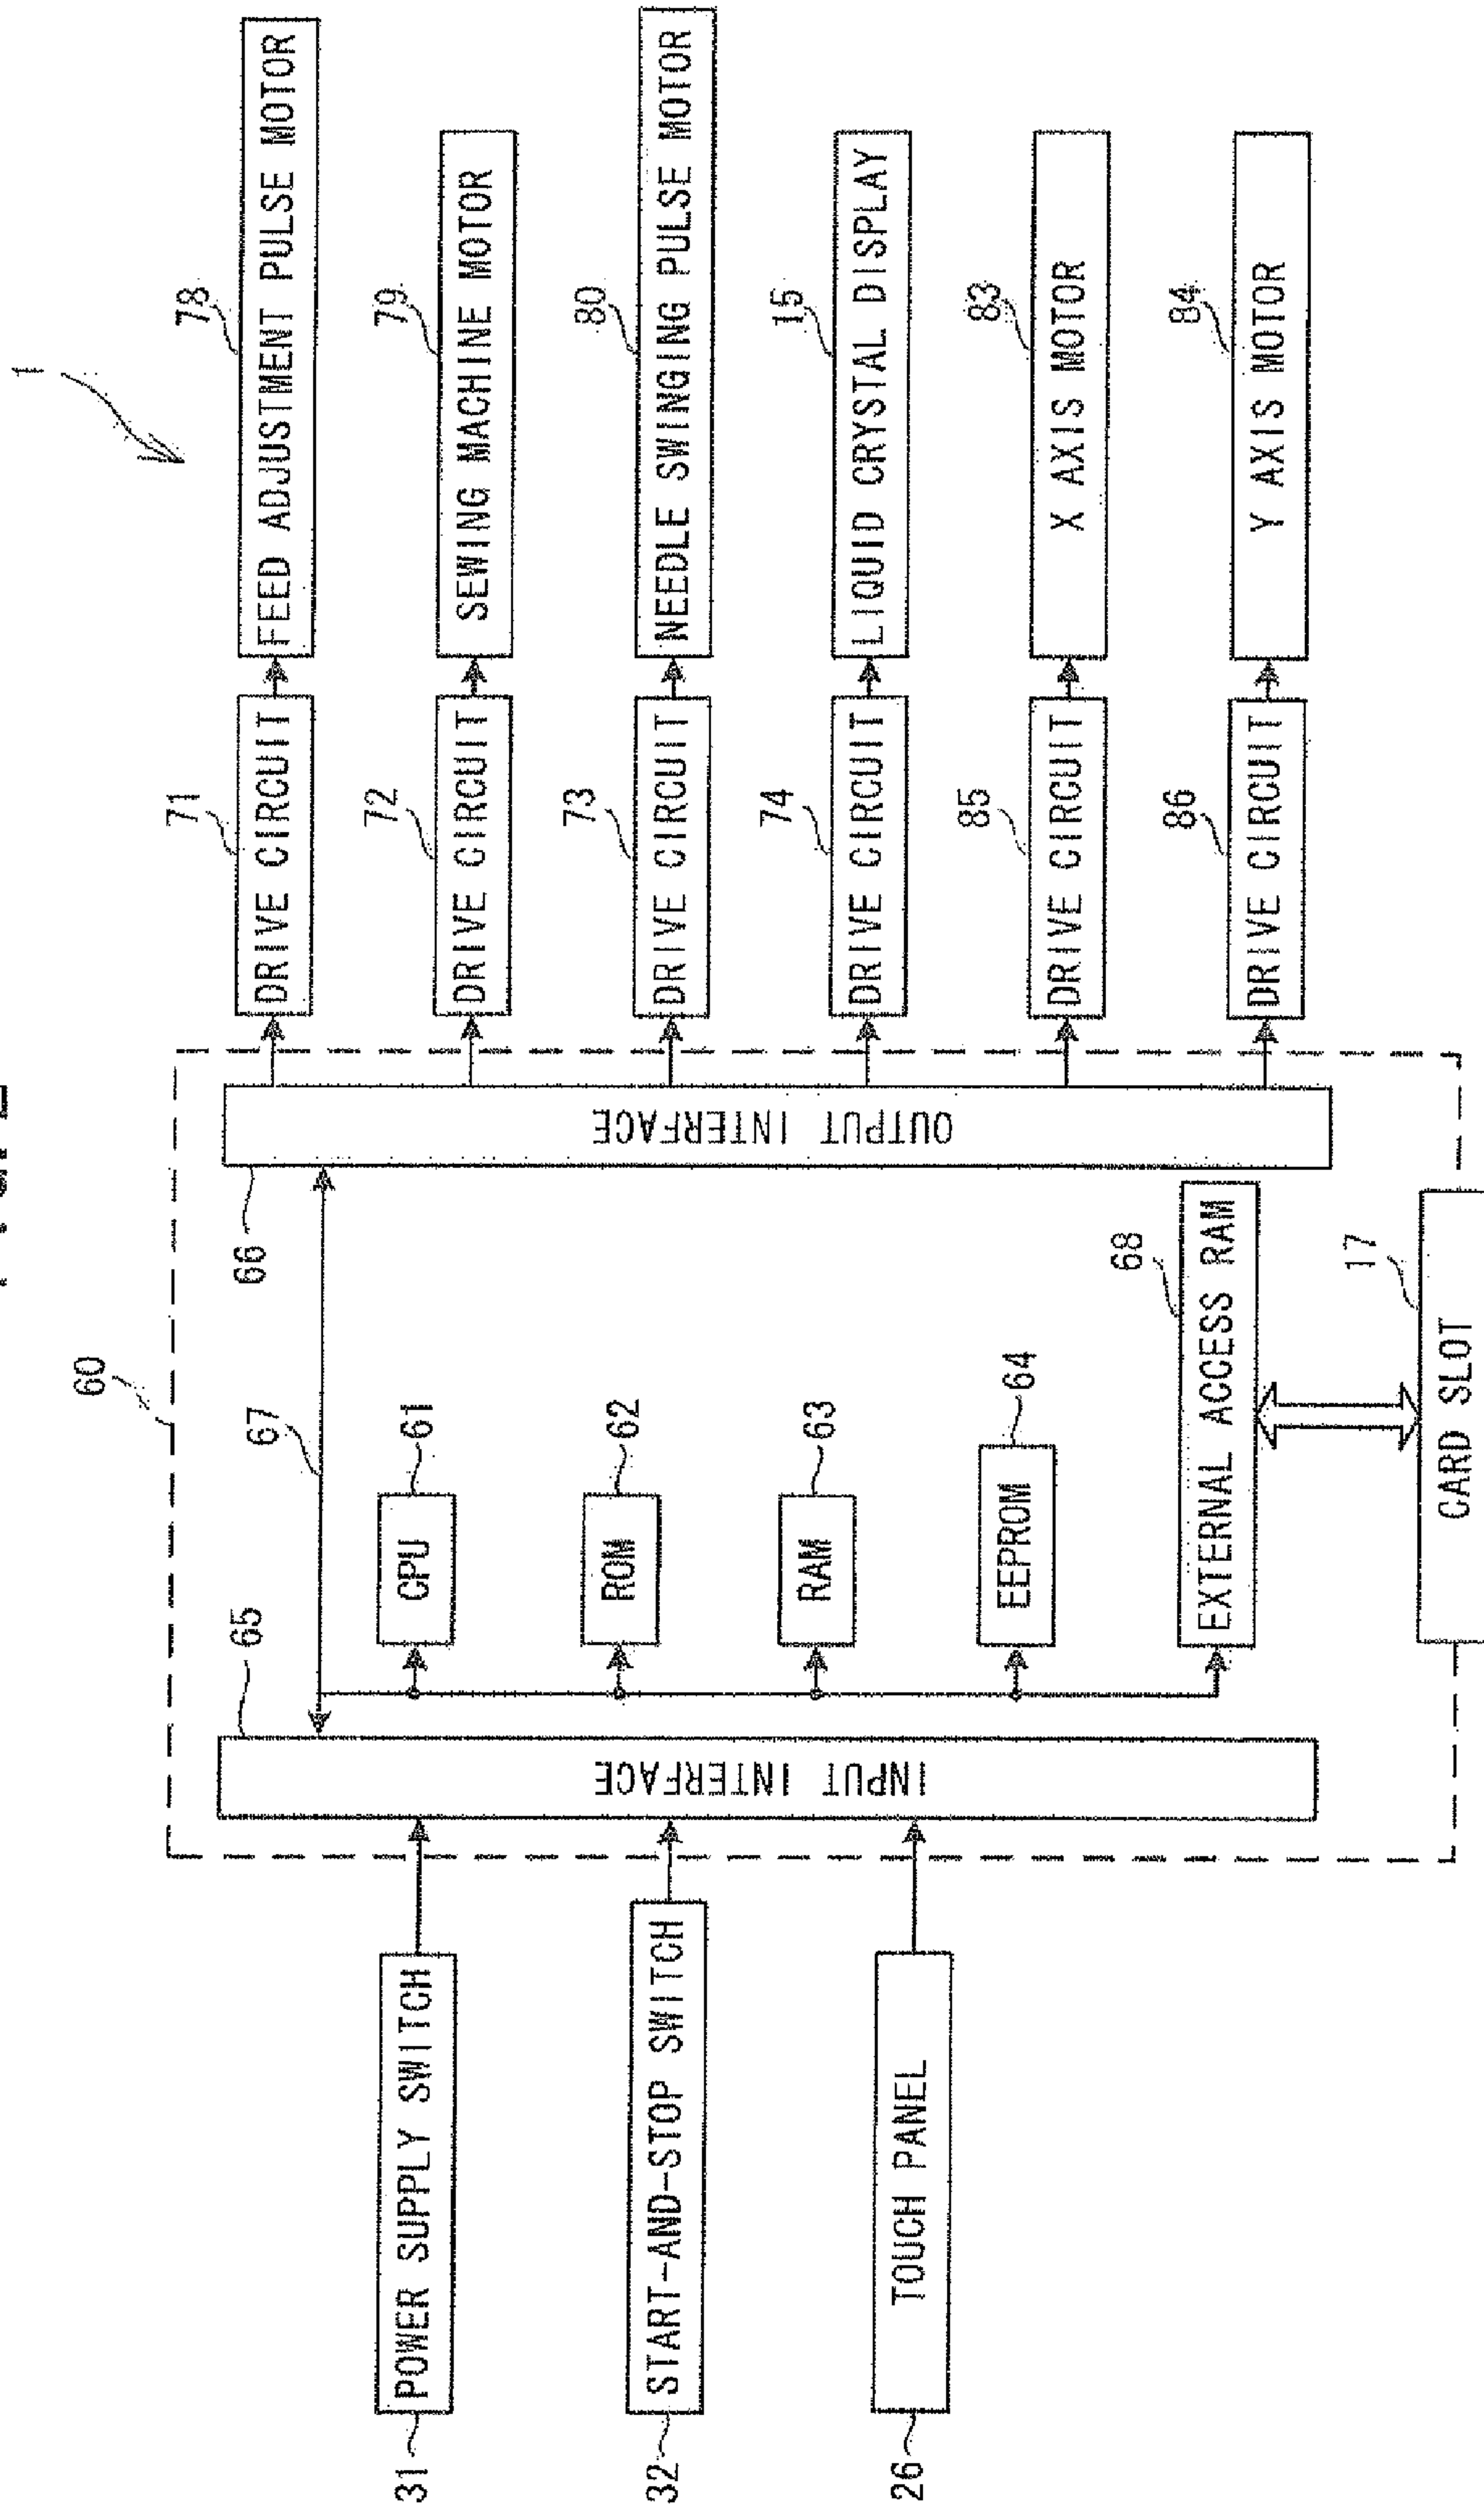 1
60
31
POWER SUPPLY SWITCH
32
START-AND-STOP SWITCH
26
TOUCH PANEL
65
INPUT INTERFACE
67
CPU
61
ROM
62
RAM
63
EEPROM
64
EXTERNAL ACCESS RAM
68
CARD SLOT
17
66
OUTPUT INTERFACE
71
DRIVE CIRCUIT
78
FEED ADJUSTMENT PULSE MOTOR
72
DRIVE CIRCUIT
79
SEWING MACHINE MOTOR
73
DRIVE CIRCUIT
80
NEEDLE SWINGING PULSE MOTOR
74
DRIVE CIRCUIT
15
LIQUID CRYSTAL DISPLAY
85
DRIVE CIRCUIT
83
X AXIS MOTOR
86
DRIVE CIRCUIT
84
Y AXIS MOTOR